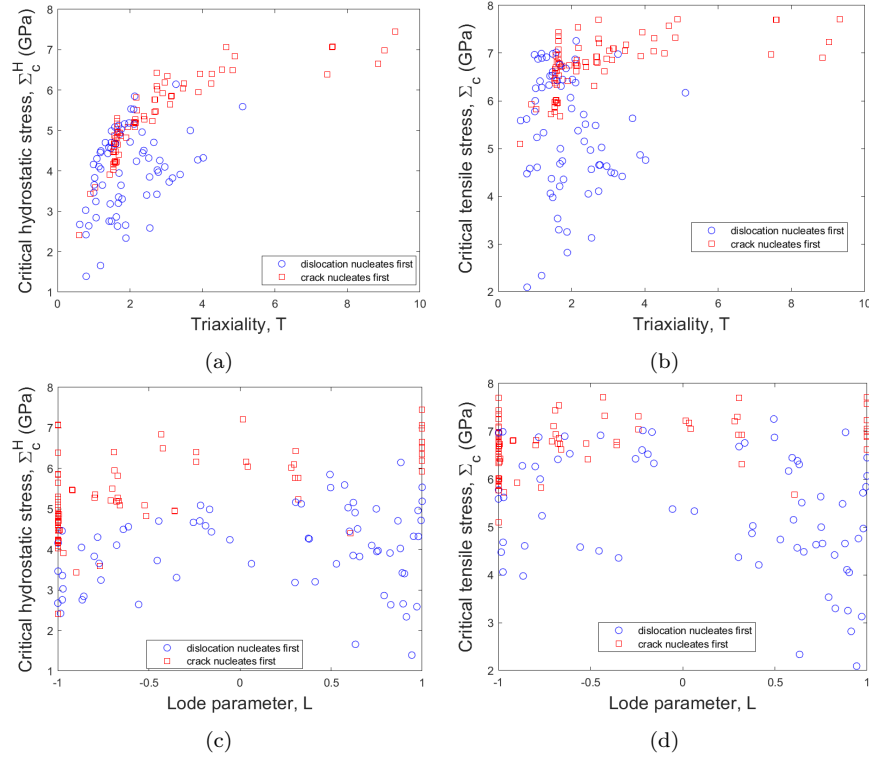 Critical hydrostatic stress, Σ_c^H (GPa)
8
7
6
5
4
3
2
1
0
2
4
6
8
10
Triaxiality, T
dislocation nucleates first
crack nucleates first
(a)
Critical tensile stress, Σ_c (GPa)
8
7
6
5
4
3
2
0
2
4
6
8
10
Triaxiality, T
dislocation nucleates first
crack nucleates first
(b)
Critical hydrostatic stress, Σ_c^H (GPa)
8
7
6
5
4
3
2
1
-1
-0.5
0
0.5
1
Lode parameter, L
dislocation nucleates first
crack nucleates first
(c)
Critical tensile stress, Σ_c (GPa)
8
7
6
5
4
3
2
-1
-0.5
0
0.5
1
Lode parameter, L
dislocation nucleates first
crack nucleates first
(d)